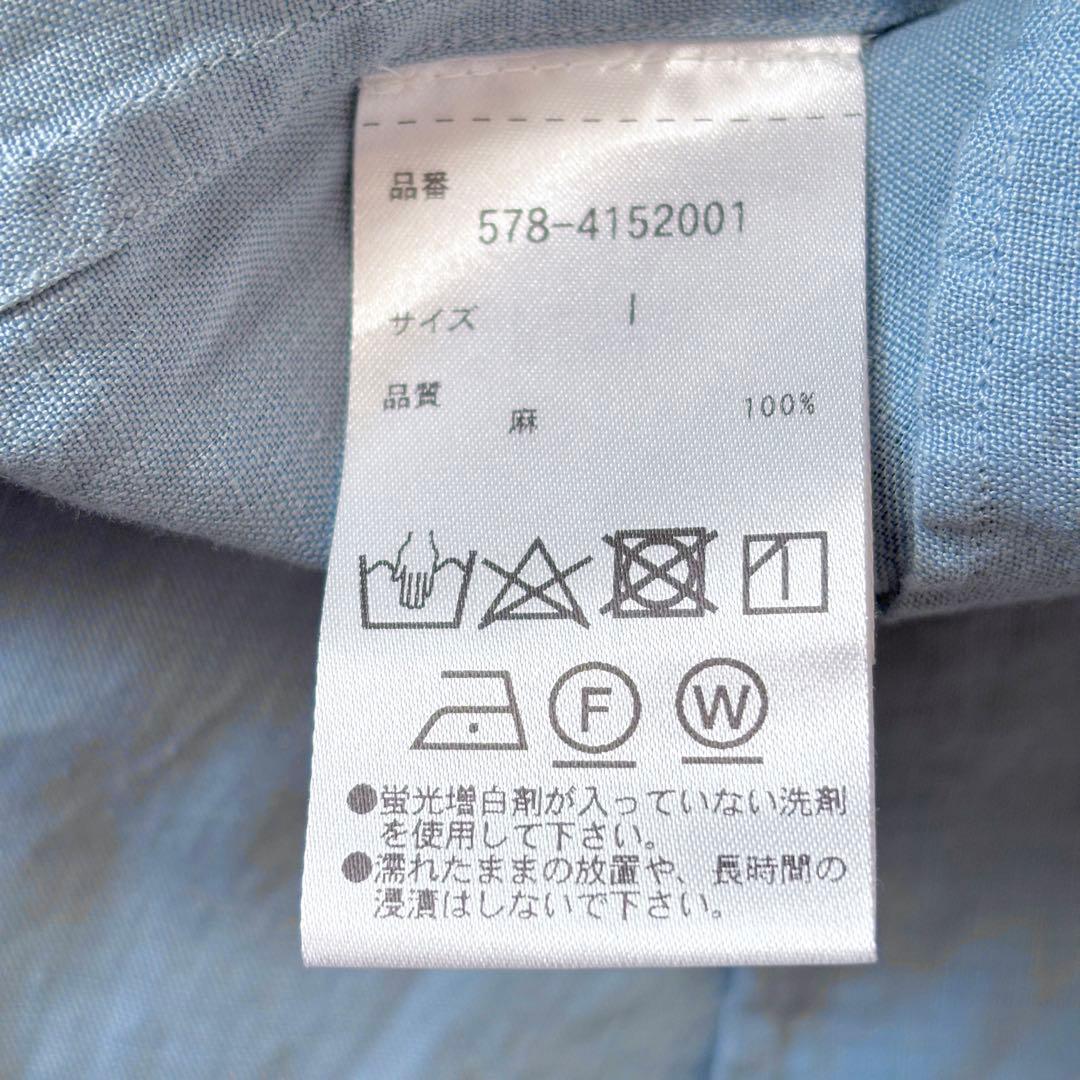 品番
578-4152001
サイズ I
品質
麻 100%
F W
●蛍光増白剤が入っていない洗剤
を使用して下さい。
●濡れたままの放置や、長時間の
浸漬はしないで下さい。